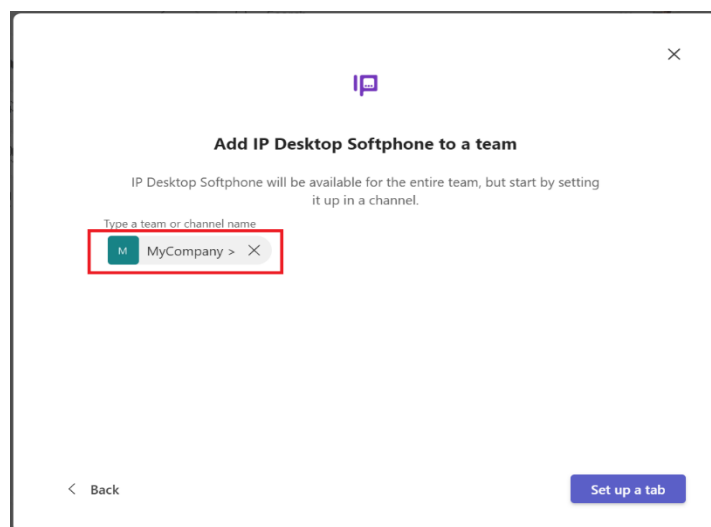 Add IP Desktop Softphone to a team
IP Desktop Softphone will be available for the entire team, but start by setting
it up in a channel.
Type a team or channel name
M MyCompany >
Back
Set up a tab